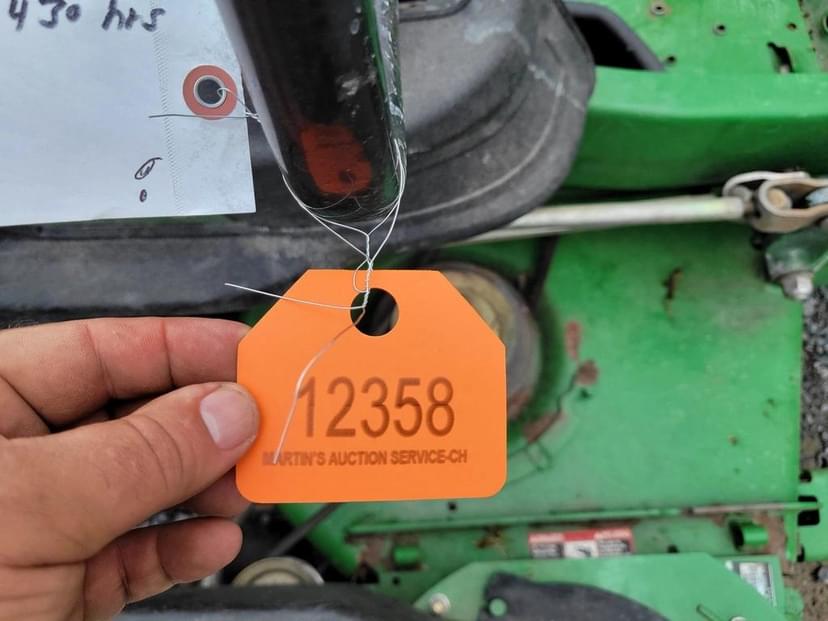 430 hrs
12358
MARTIN'S AUCTION SERVICE-CH